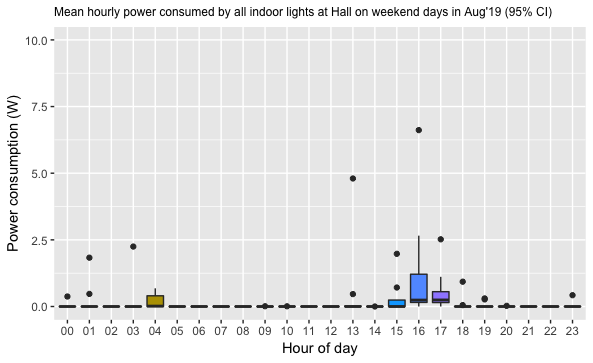 Mean hourly power consumed by all indoor lights at Hall on weekend days in Aug'19 (95% CI)
10.0
7.5
5.0
2.5
0.0
Power consumption (W)
00 01 02 03 04 05 06 07 08 09 10 11 12 13 14 15 16 17 18 19 20 21 22 23
Hour of day